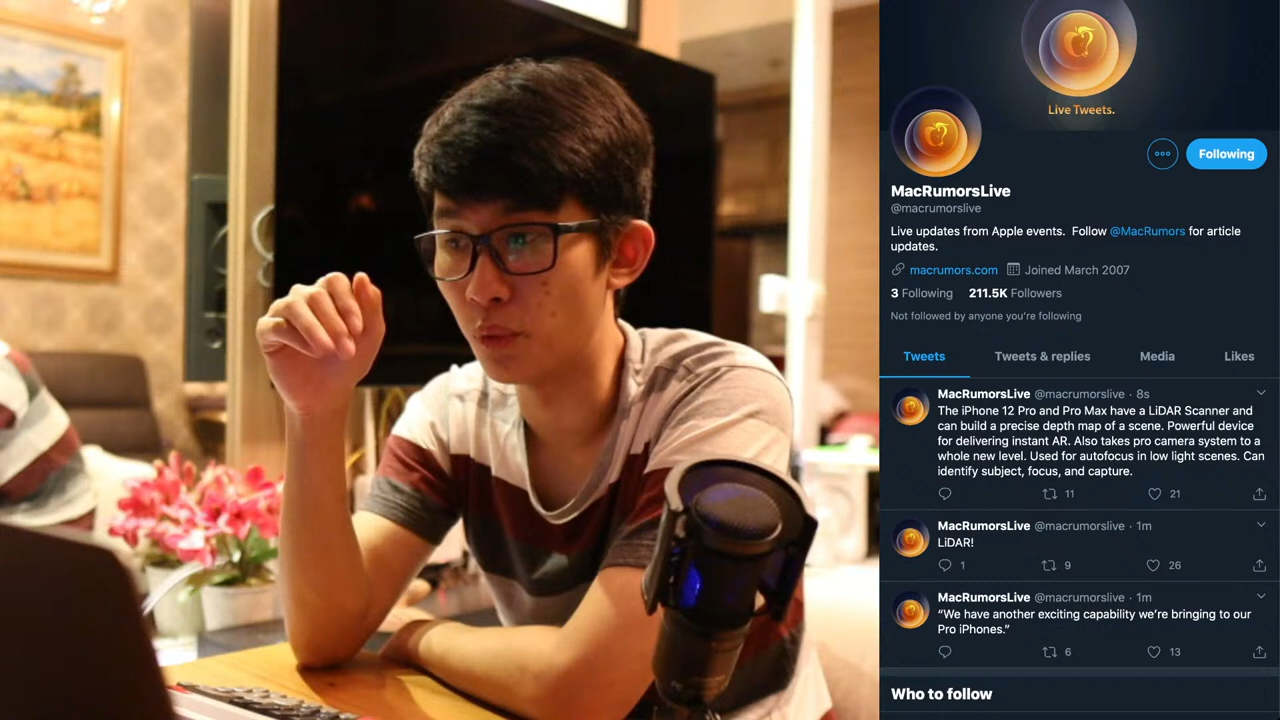 Live Tweets.
Following
MacRumorsLive
@macrumorslive
Live updates from Apple events. Follow @MacRumors for article
updates.
macrumors.com Joined March 2007
3 Following 211.5K Followers
Not followed by anyone you’re following
Tweets Tweets & replies Media Likes
MacRumorsLive @macrumorslive · 8s
The iPhone 12 Pro and Pro Max have a LiDAR Scanner and
can build a precise depth map of a scene. Powerful device
for delivering instant AR. Also takes pro camera system to a
whole new level. Used for autofocus in low light scenes. Can
identify subject, focus, and capture.
11 21
MacRumorsLive @macrumorslive · 1m
LiDAR!
1 9 26
MacRumorsLive @macrumorslive · 1m
“We have another exciting capability we’re bringing to our
Pro iPhones.”
6 13
Who to follow